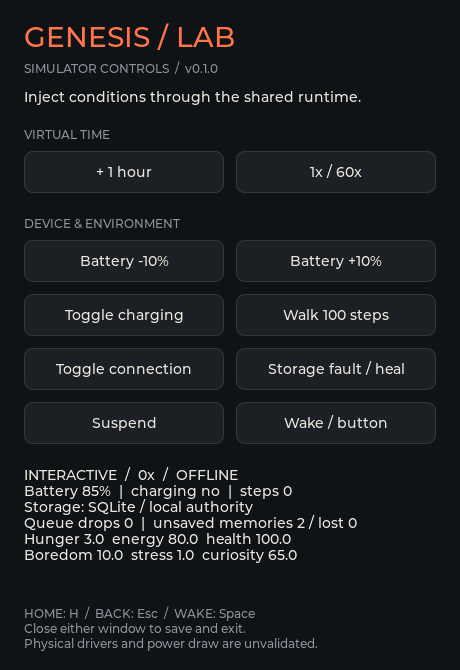 GENESIS / LAB
SIMULATOR CONTROLS / v0.1.0
Inject conditions through the shared runtime.
VIRTUAL TIME
+ 1 hour
1x / 60x
DEVICE & ENVIRONMENT
Battery -10%
Battery +10%
Toggle charging
Walk 100 steps
Toggle connection
Storage fault / heal
Suspend
Wake / button
INTERACTIVE / 0x / OFFLINE
Battery 85% | charging no | steps 0
Storage: SQLite / local authority
Queue drops 0 | unsaved memories 2 / lost 0
Hunger 3.0 energy 80.0 health 100.0
Boredom 10.0 stress 1.0 curiosity 65.0
HOME: H / BACK: Esc / WAKE: Space
Close either window to save and exit.
Physical drivers and power draw are unvalidated.